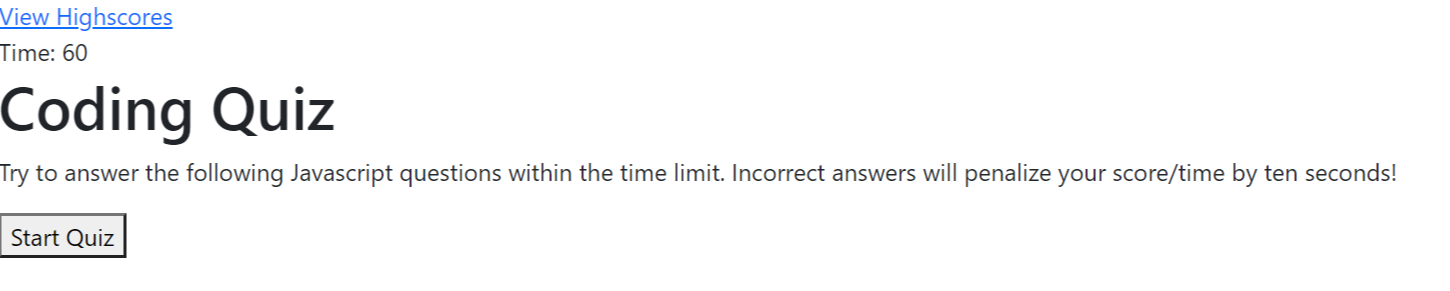 View Highscores
Time: 60
Coding Quiz
Try to answer the following Javascript questions within the time limit. Incorrect answers will penalize your score/time by ten seconds!
Start Quiz